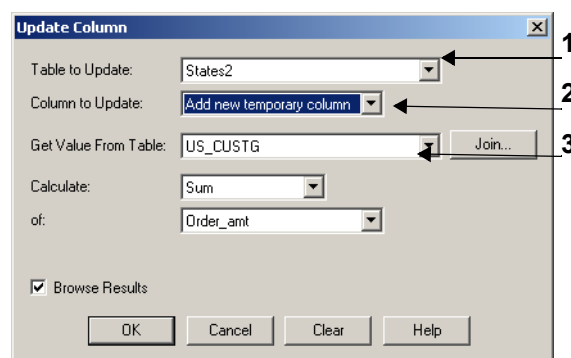 Update Column
1
Table to Update: States2
2
Column to Update: Add new temporary column
3
Get Value From Table: US_CUSTG Join...
Calculate: Sum
of: Order_amt
Browse Results
OK Cancel Clear Help